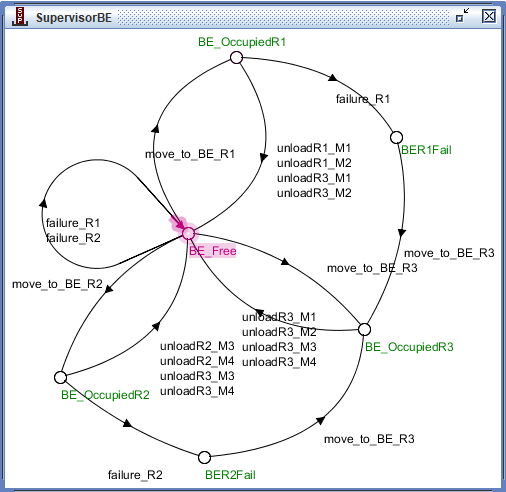 SupervisorBE
BE_OccupiedR1
failure_R1
move_to_BE_R1
unloadR1_M1
unloadR1_M2
unloadR3_M1
unloadR3_M2
BER1Fail
failure_R1
failure_R2
BE_Free
move_to_BE_R3
move_to_BE_R3
move_to_BE_R2
unloadR3_M1
unloadR3_M2
unloadR3_M3
unloadR3_M4
BE_OccupiedR3
unloadR2_M3
unloadR2_M4
unloadR3_M3
unloadR3_M4
BE_OccupiedR2
move_to_BE_R3
failure_R2
BER2Fail